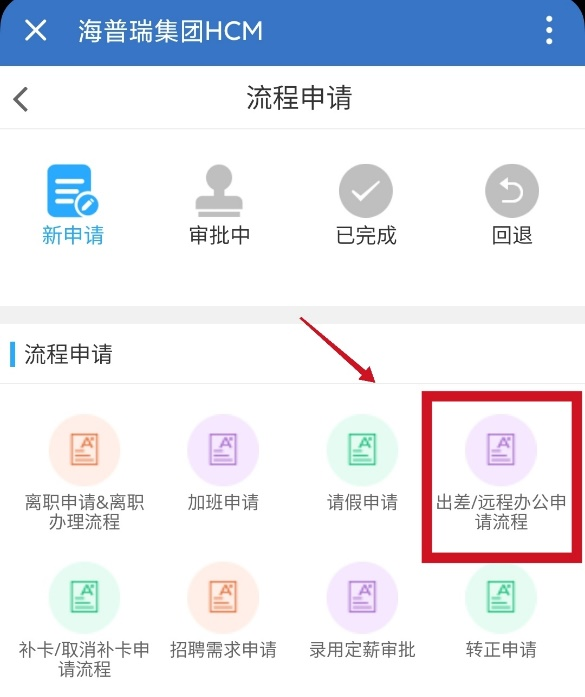 海普瑞集团HCM
流程申请
新申请 审批中 已完成 回退
流程申请
离职申请&离职 加班申请 请假申请 出差/远程办公申
办理流程 请流程
补卡/取消补卡申 招聘需求申请 录用定薪审批 转正申请
请流程